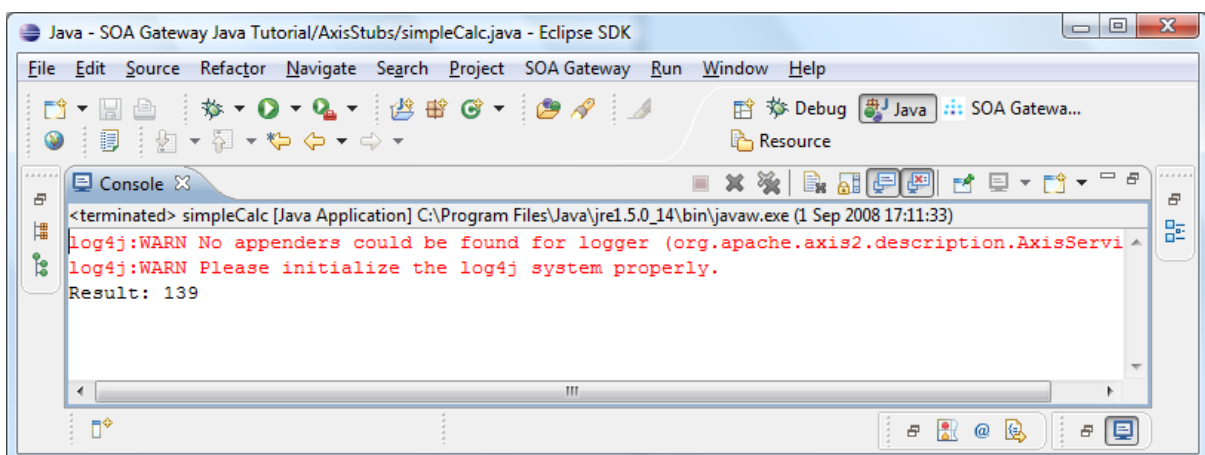 Java - SOA Gateway Java Tutorial/AxisStubs/simpleCalc.java - Eclipse SDK
File Edit Source Refactor Navigate Search Project SOA Gateway Run Window Help
Debug Java SOA Gatewa...
Resource
Console
<terminated> simpleCalc [Java Application] C:\Program Files\Java\jre1.5.0_14\bin\javaw.exe (1 Sep 2008 17:11:33)
log4j:WARN No appenders could be found for logger (org.apache.axis2.description.AxisServi
log4j:WARN Please initialize the log4j system properly.
Result: 139